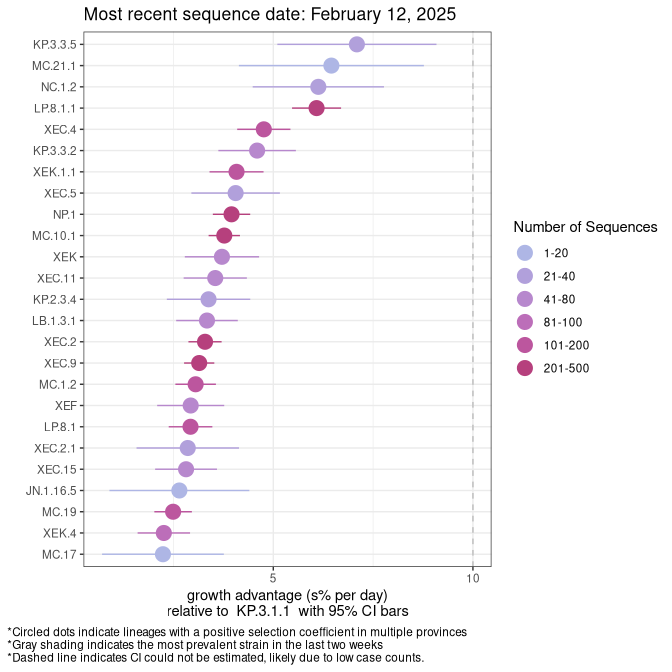 Most recent sequence date: February 12, 2025
KP.3.3.5
MC.21.1
NC.1.2
LP.8.1.1
XEC.4
KP.3.3.2
XEK.1.1
XEC.5
NP.1
MC.10.1
XEK
XEC.11
KP.2.3.4
LB.1.3.1
XEC.2
XEC.9
MC.1.2
XEF
LP.8.1
XEC.2.1
XEC.15
JN.1.16.5
MC.19
XEK.4
MC.17
5
10
growth advantage (s% per day)
relative to KP.3.1.1 with 95% CI bars
Number of Sequences
1-20
21-40
41-80
81-100
101-200
201-500
*Circled dots indicate lineages with a positive selection coefficient in multiple provinces
*Gray shading indicates the most prevalent strain in the last two weeks
*Dashed line indicates CI could not be estimated, likely due to low case counts.